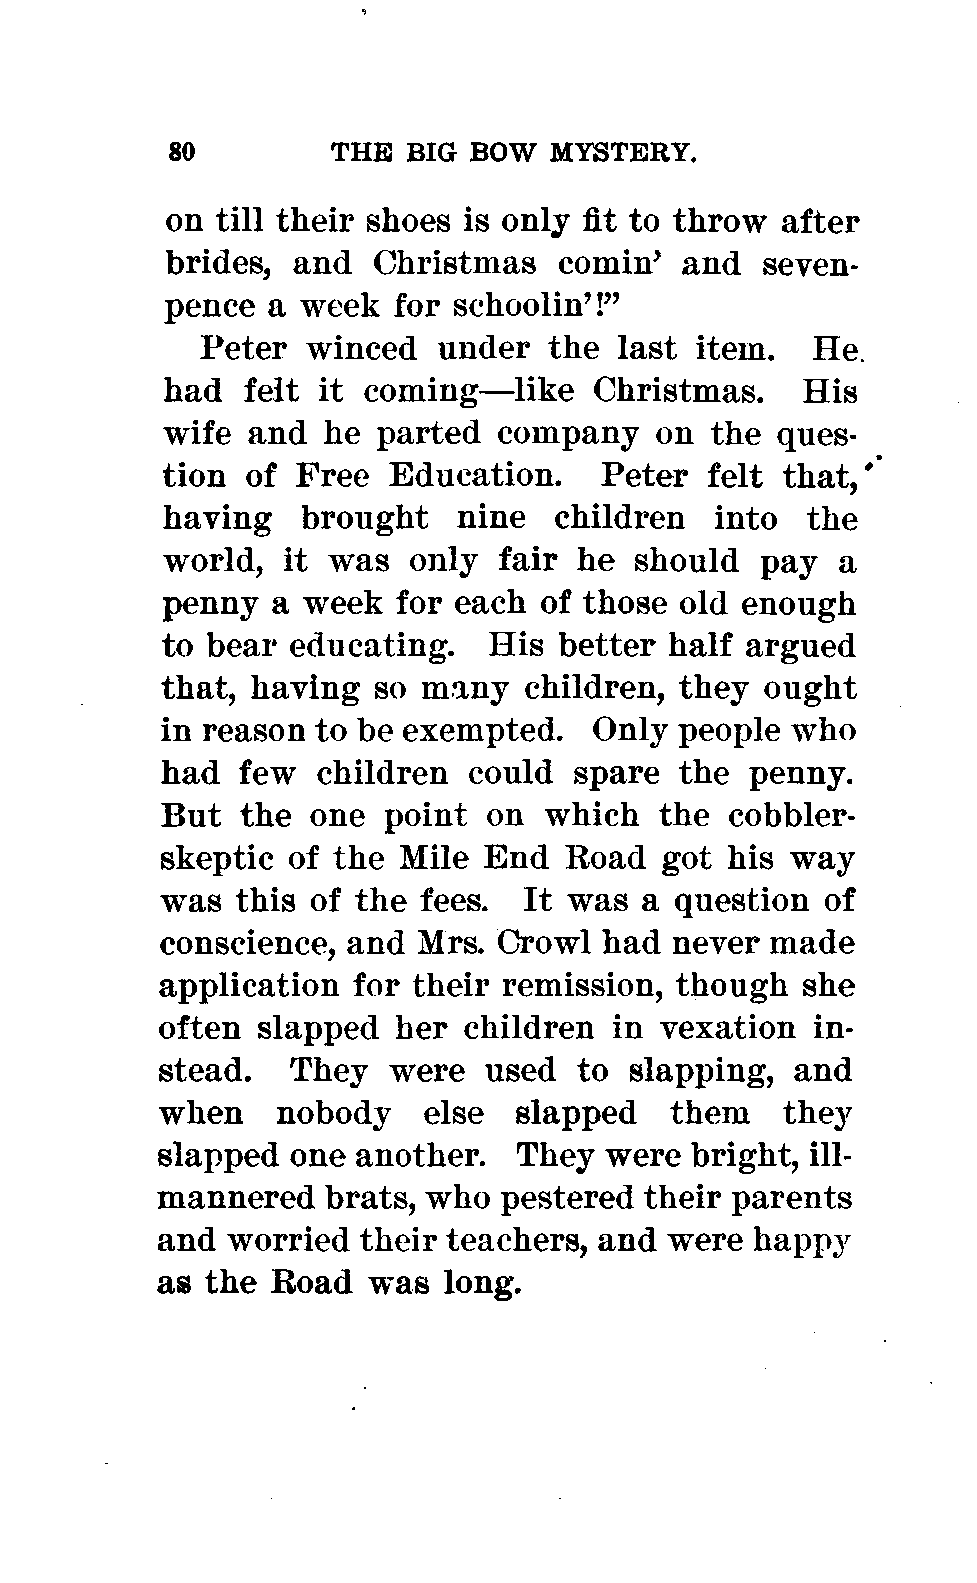 80 THE BIG BOW MYSTERY.
on till their shoes is only fit to throw after
brides, and Christmas comin' and seven-
pence a week for schoolin'!”
Peter winced under the last item. He
had felt it coming—like Christmas. His
wife and he parted company on the ques-
tion of Free Education. Peter felt that,
having brought nine children into the
world, it was only fair he should pay a
penny a week for each of those old enough
to bear educating. His better half argued
that, having so many children, they ought
in reason to be exempted. Only people who
had few children could spare the penny.
But the one point on which the cobbler-
skeptic of the Mile End Road got his way
was this of the fees. It was a question of
conscience, and Mrs. Crowl had never made
application for their remission, though she
often slapped her children in vexation in-
stead. They were used to slapping, and
when nobody else slapped them they
slapped one another. They were bright, ill-
mannered brats, who pestered their parents
and worried their teachers, and were happy
as the Road was long.